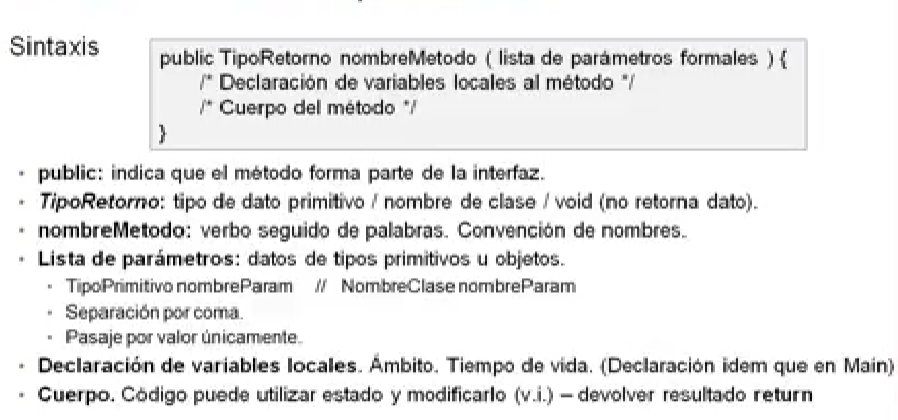 Sintaxis
public TipoRetorno nombreMetodo ( lista de parámetros formales ) {
/* Declaración de variables locales al método */
/* Cuerpo del método */
}
• public: indica que el método forma parte de la interfaz.
• TipoRetorno: tipo de dato primitivo / nombre de clase / void (no retorna dato).
• nombreMetodo: verbo seguido de palabras. Convención de nombres.
• Lista de parámetros: datos de tipos primitivos u objetos.
• TipoPrimitivo nombreParam // NombreClase nombreParam
• Separación por coma.
• Pasaje por valor únicamente.
• Declaración de variables locales. Ámbito. Tiempo de vida. (Declaración idem que en Main)
• Cuerpo. Código puede utilizar estado y modificarlo (v.i.) – devolver resultado return